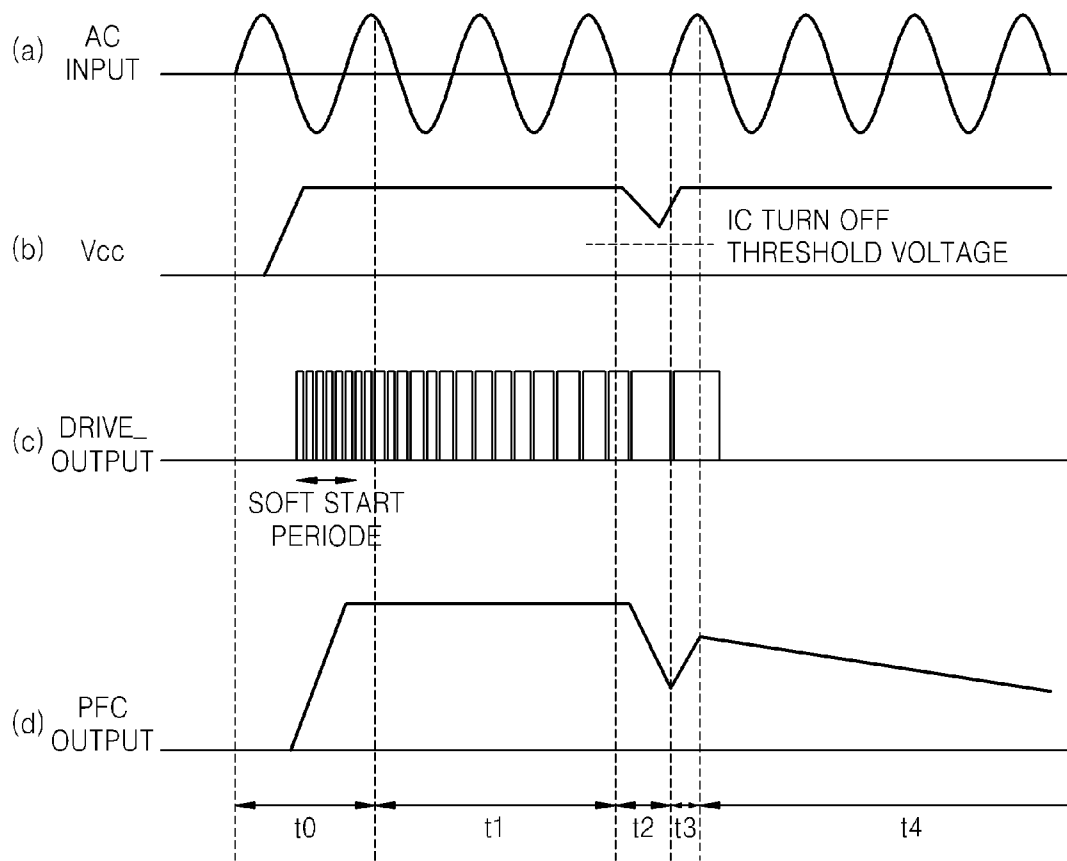 (a) AC
INPUT
(b) Vcc
IC TURN OFF
THRESHOLD VOLTAGE
(c) DRIVE_
OUTPUT
SOFT START
PERIODE
(d) PFC
OUTPUT
t0 t1 t2 t3 t4